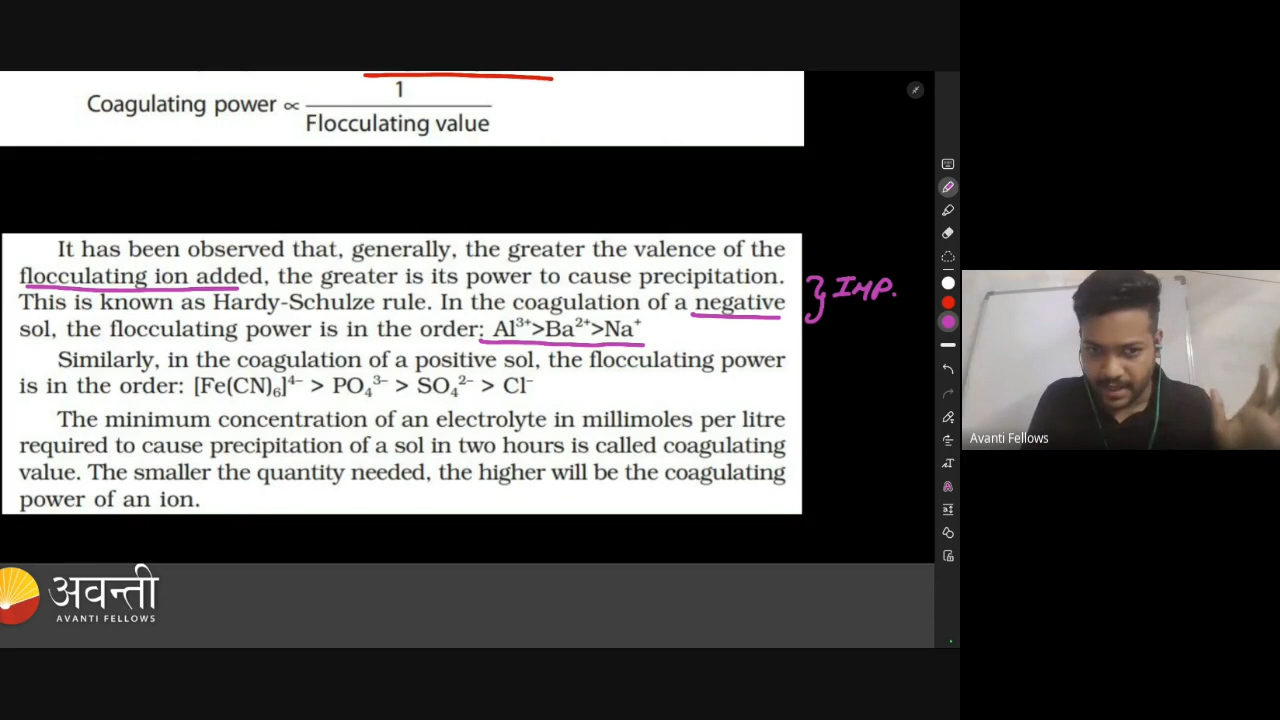 Coagulating power ∝ 1 / Flocculating value
It has been observed that, generally, the greater the valence of the
flocculating ion added, the greater is its power to cause precipitation.
This is known as Hardy-Schulze rule. In the coagulation of a negative
sol, the flocculating power is in the order: Al³⁺>Ba²⁺>Na⁺
} IMP.
Similarly, in the coagulation of a positive sol, the flocculating power
is in the order: [Fe(CN)₆]⁴⁻ > PO₄³⁻ > SO₄²⁻ > Cl⁻
The minimum concentration of an electrolyte in millimoles per litre
required to cause precipitation of a sol in two hours is called coagulating
value. The smaller the quantity needed, the higher will be the coagulating
power of an ion.
अवन्ती
AVANTI FELLOWS
Avanti Fellows